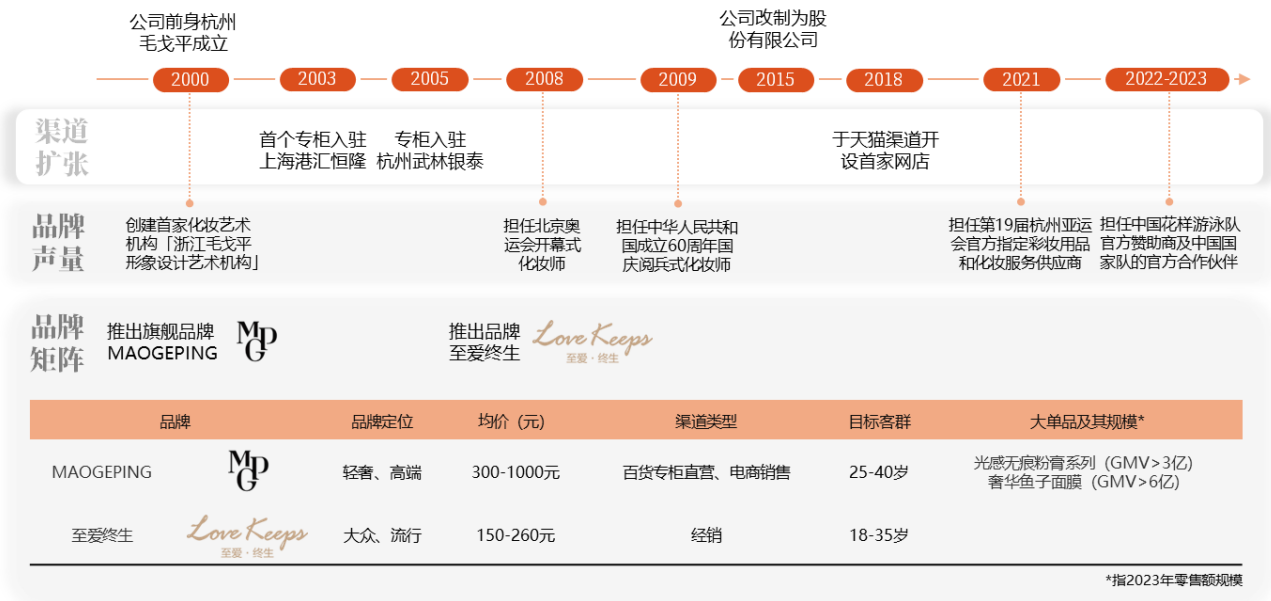 公司前身杭州
毛戈平成立
公司改制为股
份有限公司
2000
2003
2005
2008
2009
2015
2018
2021
2022-2023
渠道
扩张
首个专柜入驻
上海港汇恒隆
专柜入驻
杭州武林银泰
于天猫渠道开
设首家网店
品牌
声量
创建首家化妆艺术
机构「浙江毛戈平
形象设计艺术机构」
担任北京奥
运会开幕式
化妆师
担任中华人民共和
国成立60周年国
庆阅兵式化妆师
担任第19届杭州亚运
会官方指定彩妆用品
和化妆服务供应商
担任中国花样游泳队
官方赞助商及中国国
家队的官方合作伙伴
品牌
矩阵
推出旗舰品牌
MAOGEPING
MGP
推出品牌
至爱终生
Love Keeps
至爱·终生
品牌 品牌定位 均价（元） 渠道类型 目标客群 大单品及其规模*
MAOGEPING MGP 轻奢、高端 300-1000元 百货专柜直营、电商销售 25-40岁 光感无痕粉膏系列（GMV>3亿)
奢华鱼子面膜（GMV>6亿)
至爱终生 Love Keeps 大众、流行 150-260元 经销 18-35岁
至爱·终生
*指2023年零售额规模